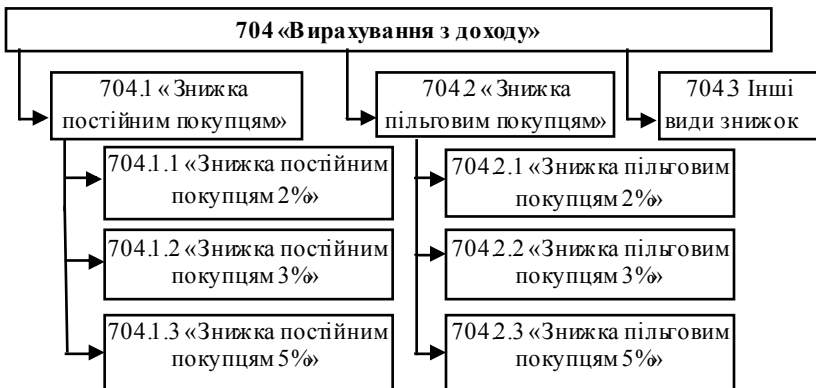 704 «Вирахування з доходу»
704.1 «Знижка
постійним покупцям»
704.2 «Знижка
пільговим покупцям»
704.3 Інші
види знижок
704.1.1 «Знижка постійним
покупцям 2%»
704.2.1 «Знижка пільговим
покупцям 2%»
704.1.2 «Знижка постійним
покупцям 3%»
704.2.2 «Знижка пільговим
покупцям 3%»
704.1.3 «Знижка постійним
покупцям 5%»
704.2.3 «Знижка пільговим
покупцям 5%»